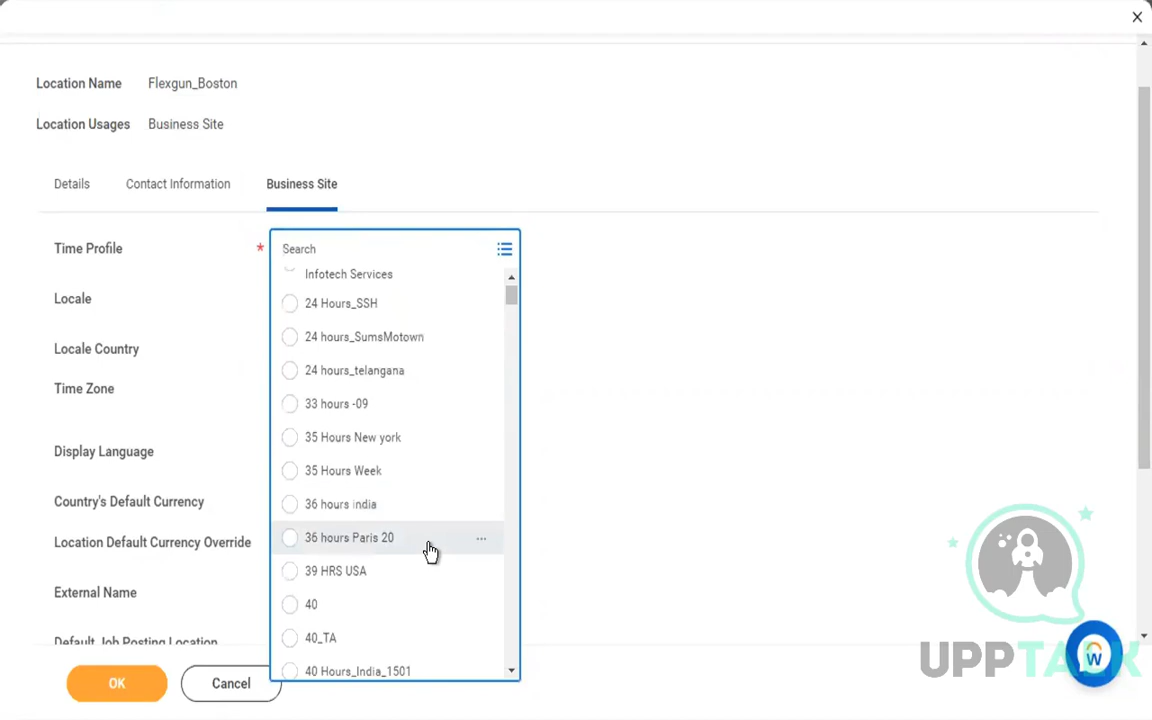 Location Name Flexgun_Boston
Location Usages Business Site
Details Contact Information Business Site
Time Profile * Search
Infotech Services
Locale
24 Hours_SSH
24 hours_SumsMotown
Locale Country
24 hours_telangana
Time Zone
33 hours -09
35 Hours New york
Display Language
35 Hours Week
Country's Default Currency
36 hours india
Location Default Currency Override
36 hours Paris 20 ...
39 HRS USA
External Name
40
Default Job Posting Location
40_TA
40 Hours_India_1501
OK Cancel
UPPTALK
W